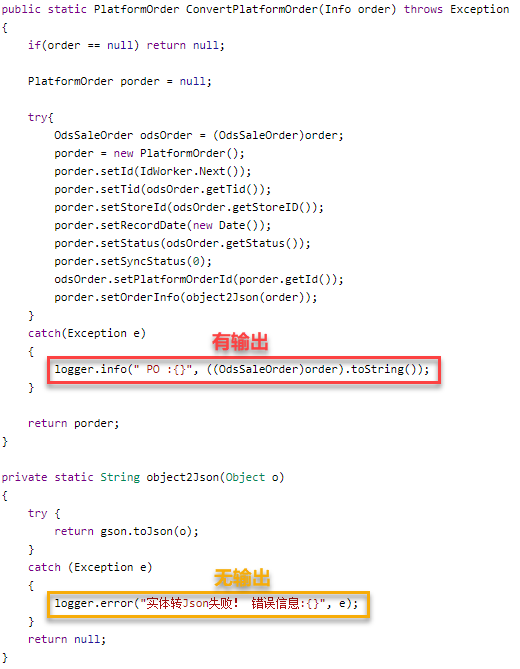 public static PlatformOrder ConvertPlatformOrder(Info order) throws Exception
{
if(order == null) return null;
PlatformOrder porder = null;
try{
OdsSaleOrder odsOrder = (OdsSaleOrder)order;
porder = new PlatformOrder();
porder.setId(IdWorker.Next());
porder.setTid(odsOrder.getTid());
porder.setStoreId(odsOrder.getStoreID());
porder.setRecordDate(new Date());
porder.setStatus(odsOrder.getStatus());
porder.setSyncStatus(0);
odsOrder.setPlatformOrderId(porder.getId());
porder.setOrderInfo(object2Json(order));
}
catch(Exception e)
{
有输出
logger.info(" PO :{}", ((OdsSaleOrder)order).toString());
}
return porder;
}
private static String object2Json(Object o)
{
try {
return gson.toJson(o);
}
catch (Exception e)
{
无输出
logger.error("实体转Json失败! 错误信息:{}", e);
}
return null;
}